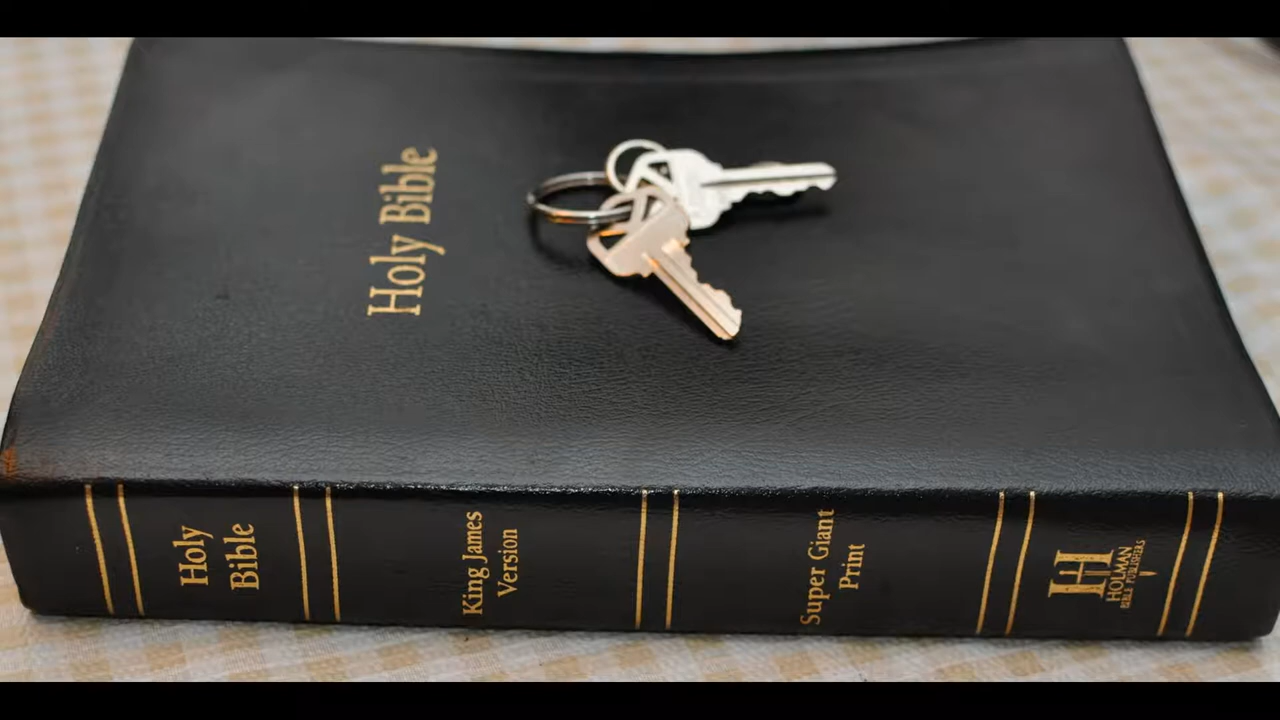 Holy Bible
Holy
Bible
King James
Version
Super Giant
Print
H
HOLMAN
BIBLE PUBLISHERS